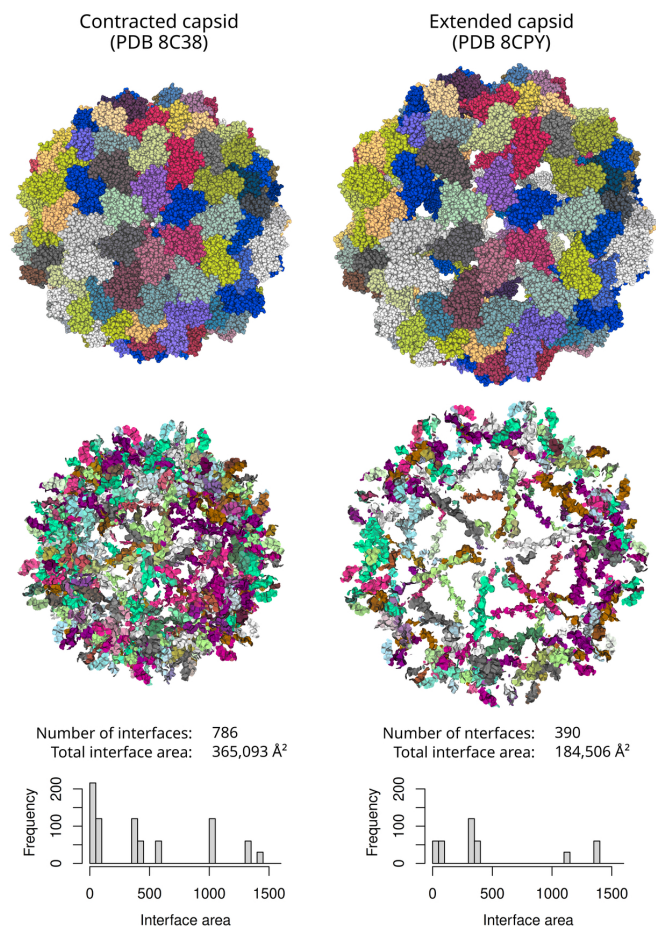 Contracted capsid
(PDB 8C38)
Extended capsid
(PDB 8CPY)
Number of interfaces: 786
Total interface area: 365,093 Å²
Number of nterfaces: 390
Total interface area: 184,506 Å²
Frequency
0
100
200
0
500
1000
1500
Interface area
Frequency
0
100
200
0
500
1000
1500
Interface area